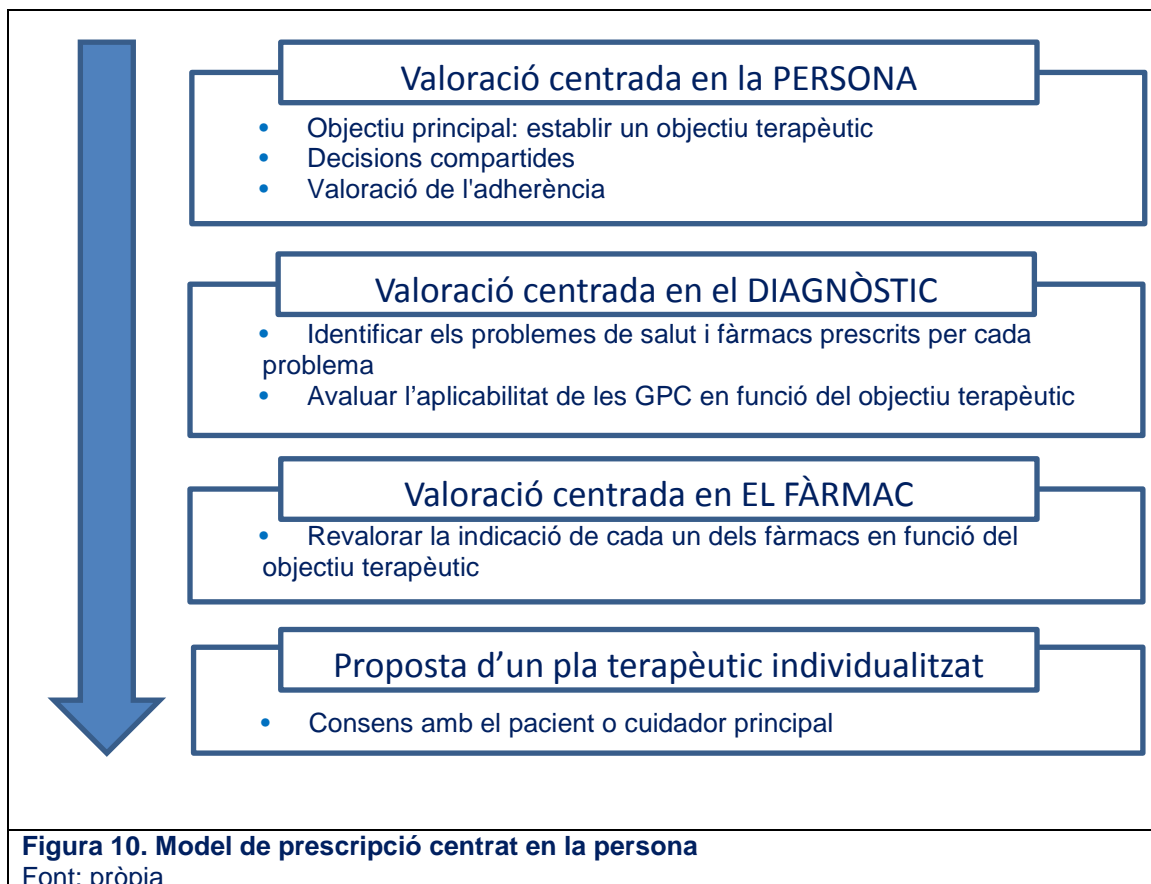 Valoració centrada en la PERSONA
• Objectiu principal: establir un objectiu terapèutic
• Decisions compartides
• Valoració de l'adherència
Valoració centrada en el DIAGNÒSTIC
• Identificar els problemes de salut i fàrmacs prescrits per cada
problema
• Avaluar l’aplicabilitat de les GPC en funció del objectiu terapèutic
Valoració centrada en EL FÀRMAC
• Revalorar la indicació de cada un dels fàrmacs en funció del
objectiu terapèutic
Proposta d’un pla terapèutic individualitzat
• Consens amb el pacient o cuidador principal
Figura 10. Model de prescripció centrat en la persona
Font: pròpia